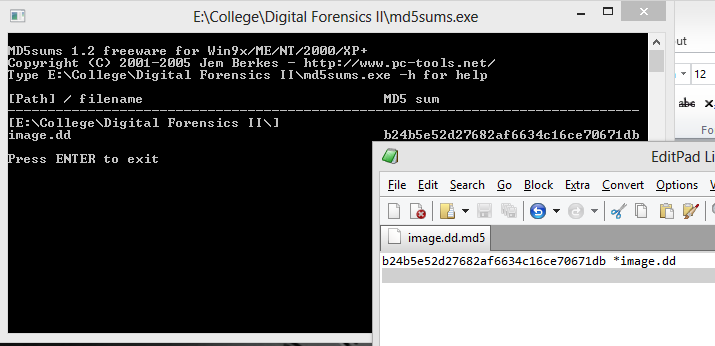 E:\College\Digital Forensics II\md5sums.exe
MD5sums 1.2 freeware for Win9x/ME/NT/2000/XP+
Copyright (C) 2001-2005 Jem Berkes - http://www.pc-tools.net/
Type E:\College\Digital Forensics II\md5sums.exe -h for help
[Path] / filename MD5 sum
[E:\College\Digital Forensics II\]
image.dd b24b5e52d27682af6634c16ce70671db
Press ENTER to exit
out
12
abc x,
Fo
EditPad Li
File Edit Search Go Block Extra Convert Options V
image.dd.md5
b24b5e52d27682af6634c16ce70671db *image.dd